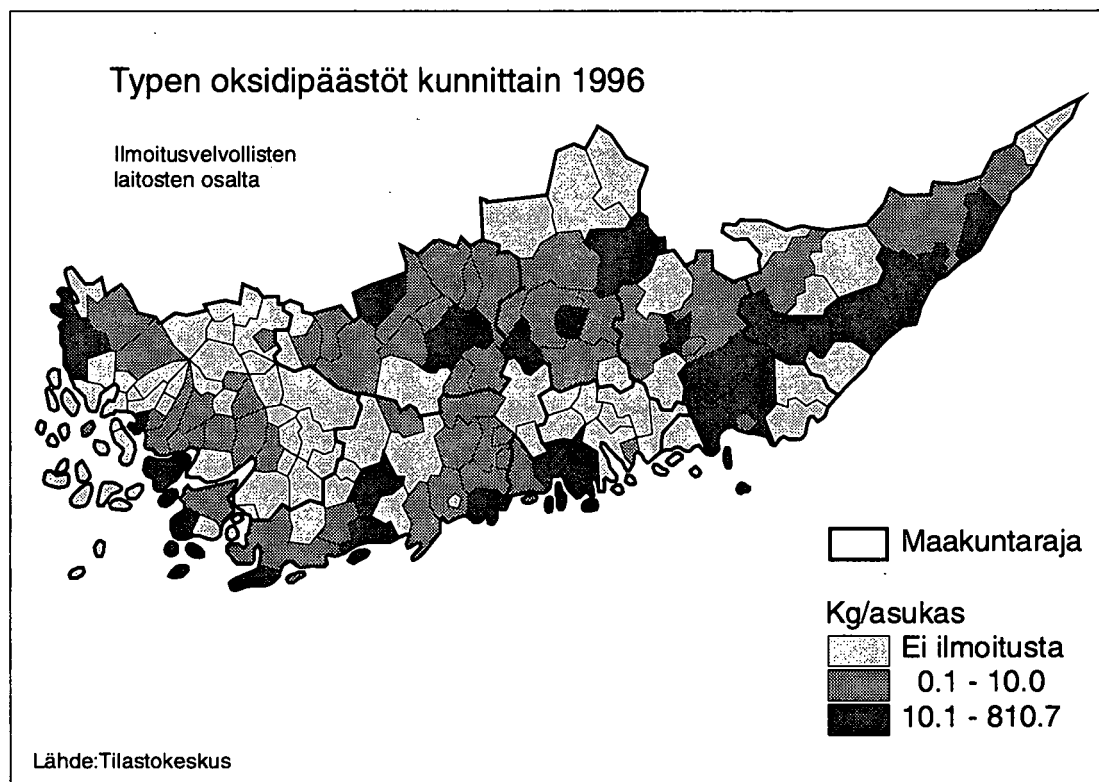 Typen oksidipäästöt kunnittain 1996
Ilmoitusvelvollisten
laitosten osalta
Maakuntaraja
Kg/asukas
Ei ilmoitusta
0.1 - 10.0
10.1 - 810.7
Lähde:Tilastokeskus